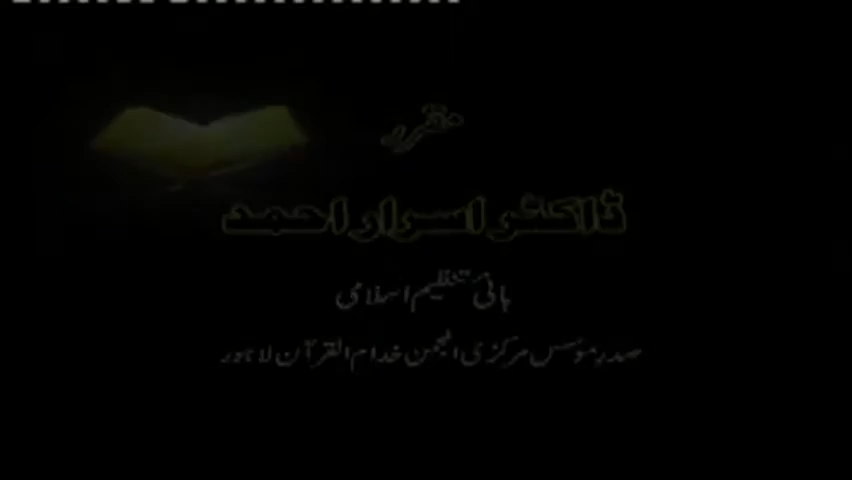 مقرر
ڈاکٹر اسرار احمد
بانی تنظیم اسلامی
صدر مؤسس مرکزی انجمن خدام القرآن لاہور